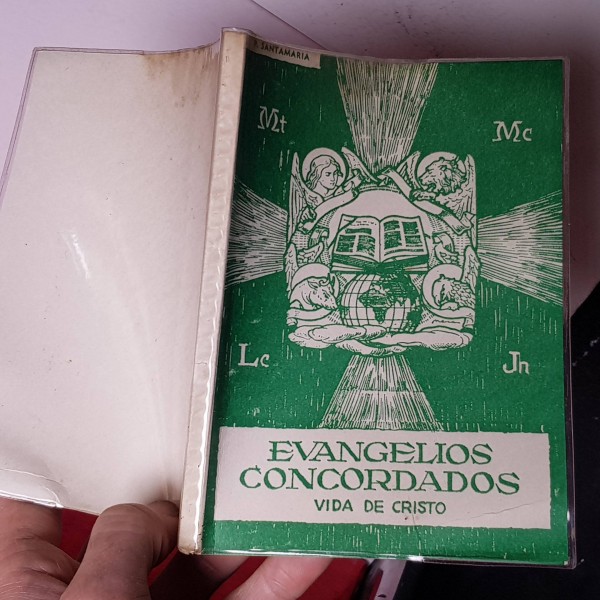 P. SANTAMARIA
Mt
Mc
Lc
Jn
EVANGELIOS
CONCORDADOS
VIDA DE CRISTO